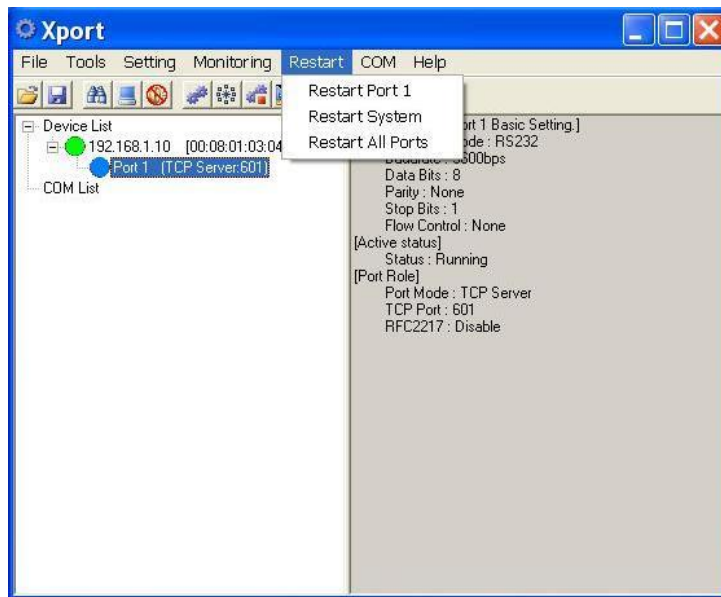 Xport
File Tools Setting Monitoring Restart COM Help
Restart Port 1
Restart System
Restart All Ports
Device List
192.168.1.10 [00:08:01:03:04
Port 1 (TCP Server:601)
COM List
1 Basic Setting.]
: RS232
Data Bits : 8
Parity : None
Stop Bits : 1
Flow Control : None
[Active status]
Status : Running
[Port Role]
Port Mode : TCP Server
TCP Port : 601
RFC2217 : Disable